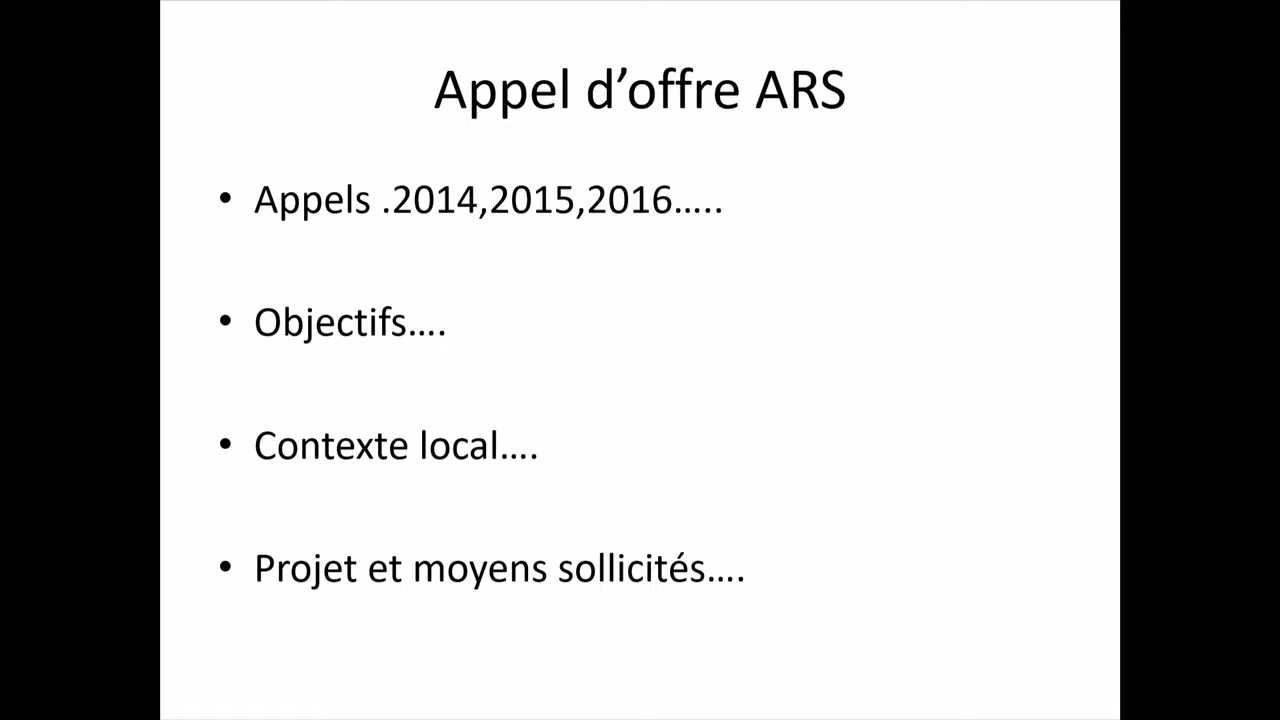 Appel d’offre ARS
• Appels .2014,2015,2016…..
• Objectifs….
• Contexte local….
• Projet et moyens sollicités….